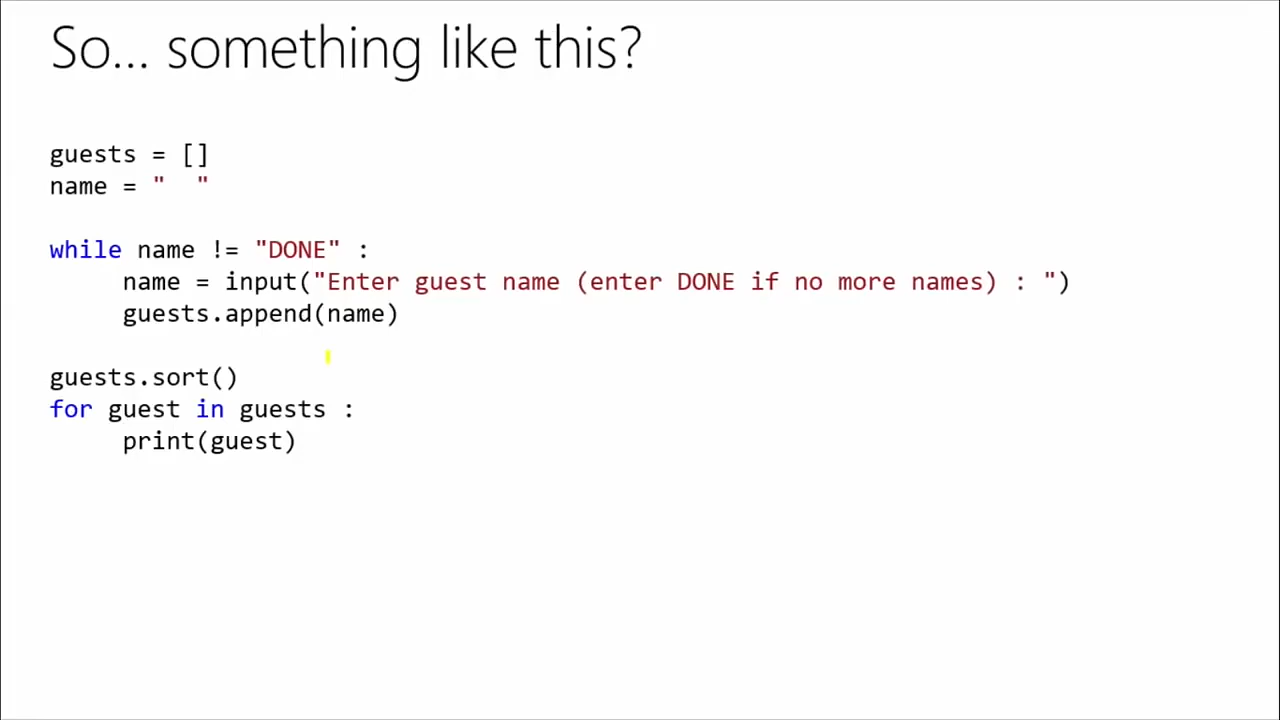 So... something like this?
guests = []
name = "  "
while name != "DONE" :
     name = input("Enter guest name (enter DONE if no more names) : ")
     guests.append(name)
guests.sort()
for guest in guests :
     print(guest)